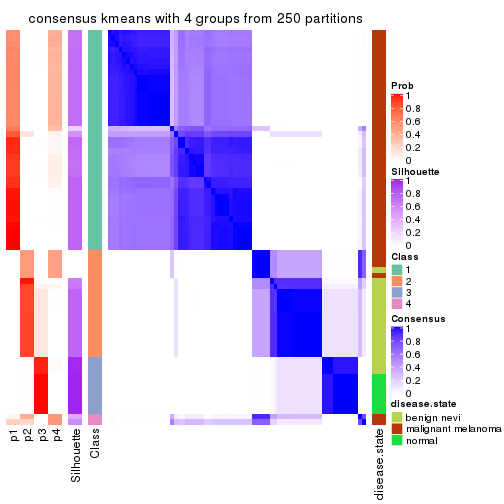 consensus kmeans with 4 groups from 250 partitions
Prob
1
0.8
0.6
0.4
0.2
0
Silhouette
1
0.8
0.6
0.4
0.2
0
Class
1
2
3
4
Consensus
1
0.8
0.6
0.4
0.2
0
disease.state
benign nevi
malignant melanoma
normal
p1
p2
p3
p4
Silhouette
Class
disease.state